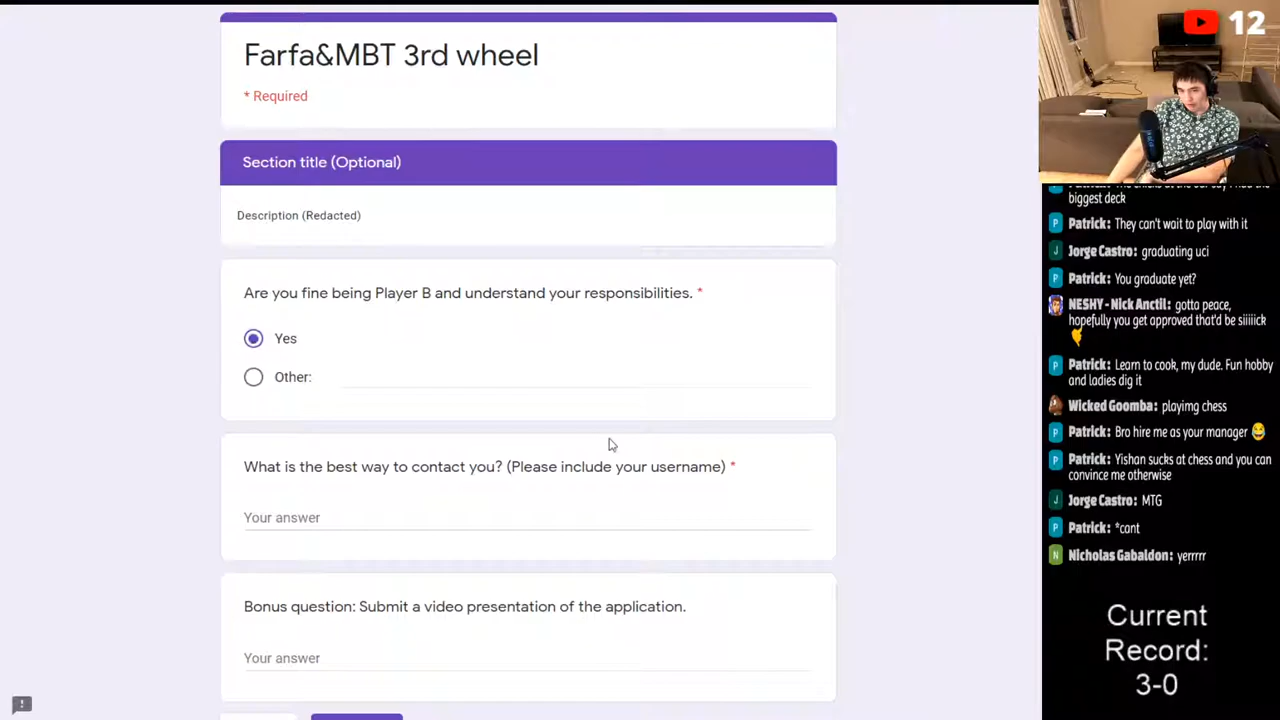 Farfa&MBT 3rd wheel
* Required
Section title (Optional)
Description (Redacted)
Are you fine being Player B and understand your responsibilities. *
Yes
Other:
What is the best way to contact you? (Please include your username) *
Your answer
Bonus question: Submit a video presentation of the application.
Your answer
12
biggest deck
Patrick: They can't wait to play with it
Jorge Castro: graduating uci
Patrick: You graduate yet?
NESHY - Nick Anctil: gotta peace,
hopefully you get approved that'd be siiiiick
Patrick: Learn to cook, my dude. Fun hobby
and ladies dig it
Wicked Goomba: playimg chess
Patrick: Bro hire me as your manager 😂
Patrick: Yishan sucks at chess and you can
convince me otherwise
Jorge Castro: MTG
Patrick: *cant
Nicholas Gabaldon: yerrrrr
Current
Record:
3-0